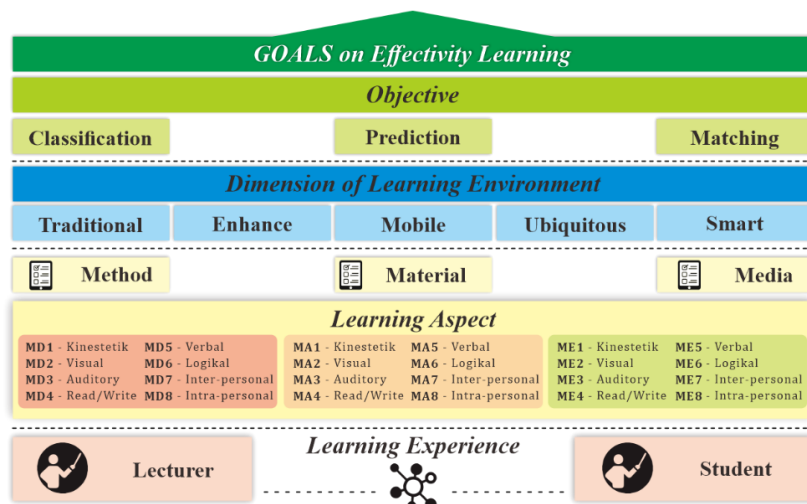 GOALS on Effectivity Learning
Objective
Classification Prediction Matching
Dimension of Learning Environment
Traditional Enhance Mobile Ubiquitous Smart
Method Material Media
Learning Aspect
MD1 - Kinestetik MD5 - Verbal MA1 - Kinestetik MA5 - Verbal ME1 - Kinestetik ME5 - Verbal
MD2 - Visual MD6 - Logikal MA2 - Visual MA6 - Logikal ME2 - Visual ME6 - Logikal
MD3 - Auditory MD7 - Inter-personal MA3 - Auditory MA7 - Inter-personal ME3 - Auditory ME7 - Inter-personal
MD4 - Read/Write MD8 - Intra-personal MA4 - Read/Write MA8 - Intra-personal ME4 - Read/Write ME8 - Intra-personal
Learning Experience
Lecturer Student